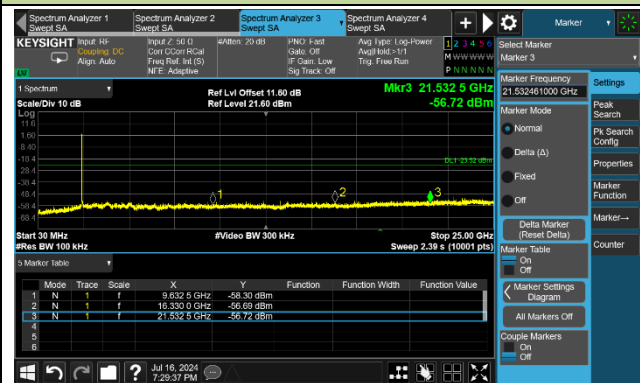 Spectrum Analyzer 1
Swept SA
Spectrum Analyzer 2
Swept SA
Spectrum Analyzer 3
Swept SA
Spectrum Analyzer 4
Swept SA
Marker
KEYSIGHT
Input: RF
Coupling: DC
Align: Auto
Input Z: 50 Ω
Corr CCorr RCal
Freq Ref: Int (S)
NFE: Adaptive
#Atten: 20 dB
PNO: Fast
Gate: Off
IF Gain: Low
Sig Track: Off
Avg Type: Log-Power
Avg|Hold:>1/1
Trig: Free Run
1 2 3 4 5 6
M W W W W W
P N N N N N
LXI
1 Spectrum
Scale/Div 10 dB
Log
Ref Lvl Offset 11.60 dB
Ref Level 21.60 dBm
Mkr3 21.532 5 GHz
-56.72 dBm
11.6
1.60
-8.40
-18.4
-28.4
-38.4
-48.4
-58.4
-68.4
DL1 -23.52 dBm
1
2
3
Start 30 MHz
#Res BW 100 kHz
#Video BW 300 kHz
Stop 25.00 GHz
Sweep 2.39 s (10001 pts)
5 Marker Table
Mode Trace Scale X Y Function Function Width Function Value
1 N 1 f 9.632 5 GHz -58.30 dBm
2 N 1 f 16.330 0 GHz -56.69 dBm
3 N 1 f 21.532 5 GHz -56.72 dBm
4
5
6
Jul 16, 2024
7:29:37 PM
Select Marker
Marker 3
Marker Frequency
21.532461000 GHz
Marker Mode
Normal
Delta (Δ)
Fixed
Off
Delta Marker
(Reset Delta)
Marker Table
On
Off
Marker Settings
Diagram
All Markers Off
Couple Markers
On
Off
Settings
Peak
Search
Pk Search
Config
Properties
Marker
Function
Marker→
Counter